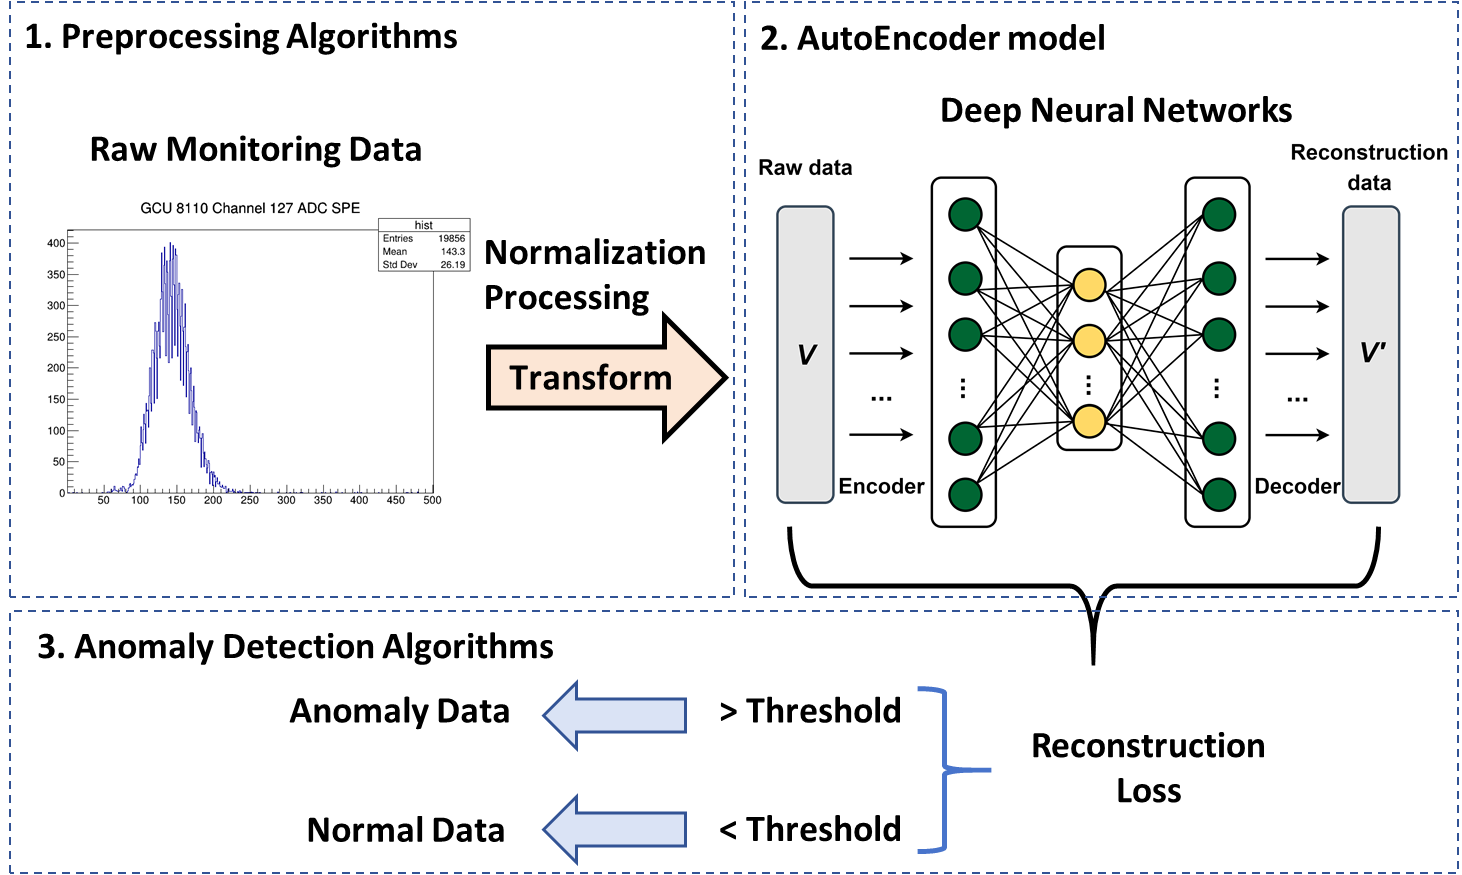 1. Preprocessing Algorithms
Raw Monitoring Data
GCU 8110 Channel 127 ADC SPE
hist
Entries 19856
Mean 143.3
Std Dev 26.19
400
350
300
250
200
150
100
50
0
50 100 150 200 250 300 350 400 450 500
Normalization
Processing
Transform
2. AutoEncoder model
Deep Neural Networks
Raw data
Reconstruction
data
V
...
...
...
...
...
V'
Encoder
Decoder
3. Anomaly Detection Algorithms
Anomaly Data
> Threshold
Reconstruction
Loss
Normal Data
< Threshold